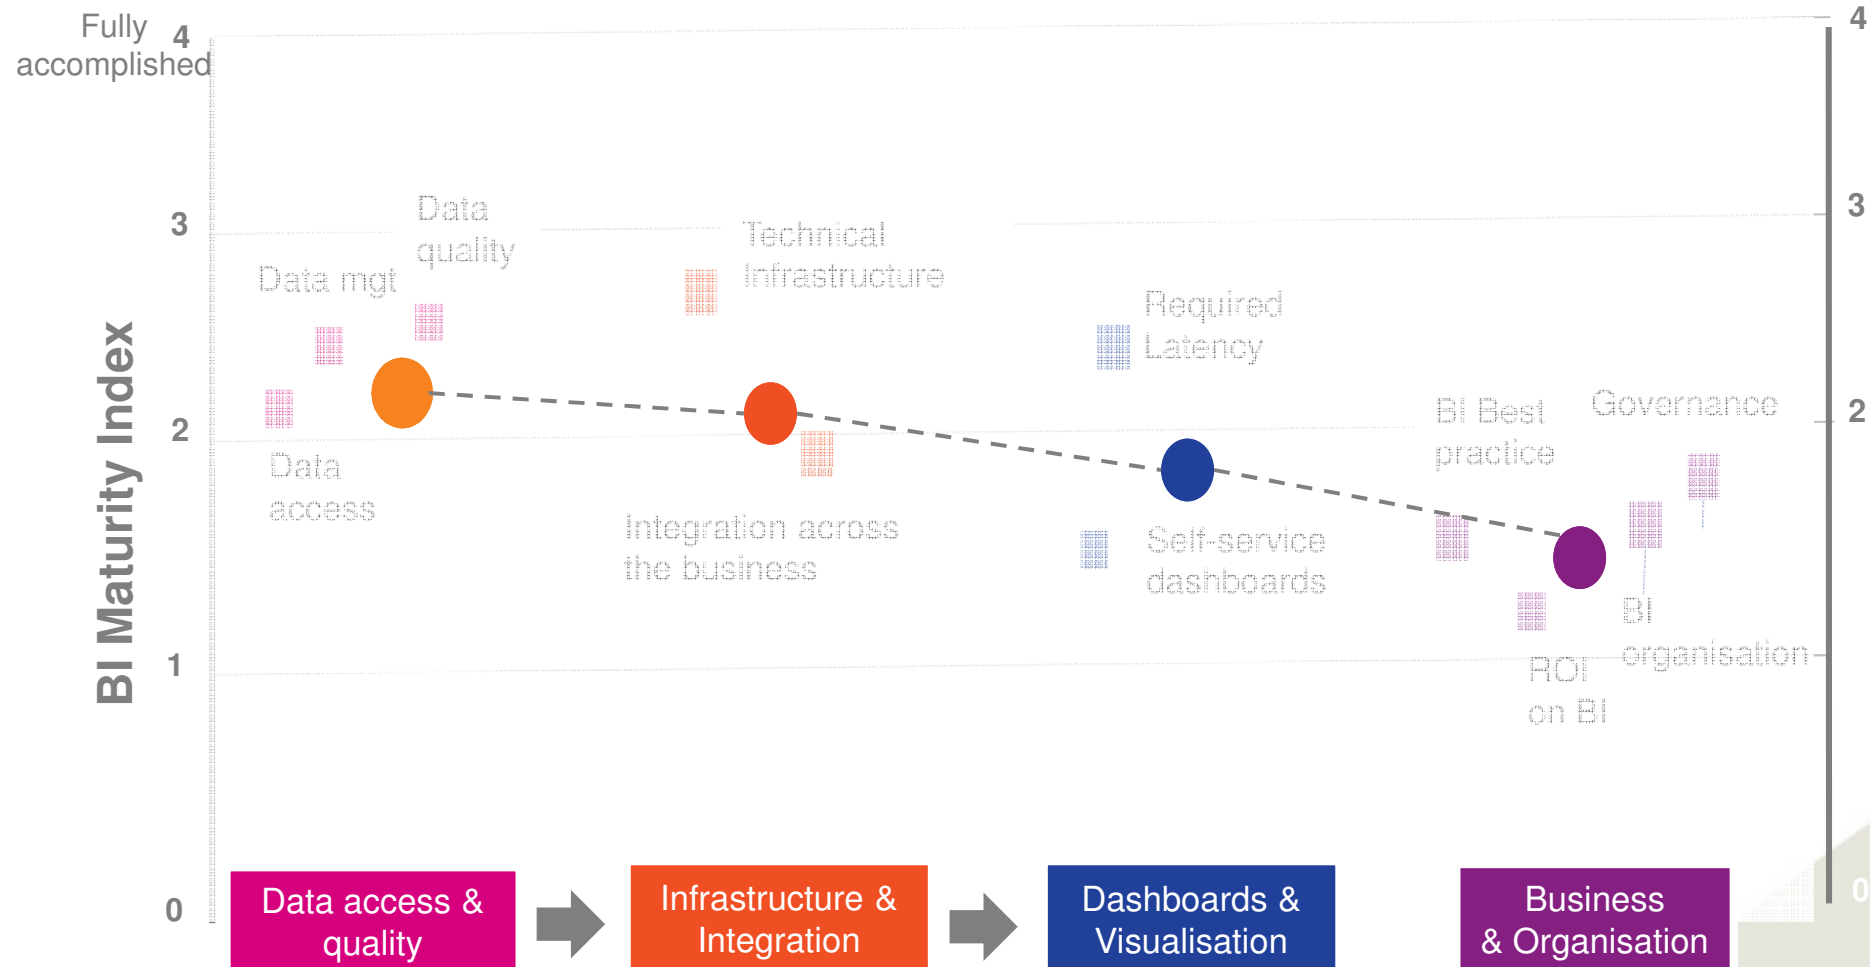 Fully
accomplished
4
4
3
3
2
2
1
0
0
BI Maturity Index
Data
quality
Data mgt
Data
access
Technical
Infrastructure
Integration across
the business
Required
Latency
Self-service
dashboards
BI Best
practice
Governance
BI
organisation
ROI
on BI
Data access &
quality
Infrastructure &
Integration
Dashboards &
Visualisation
Business
& Organisation